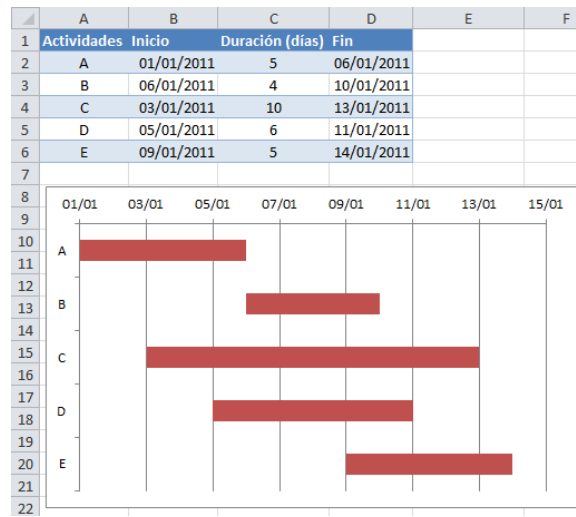 A B C D E F
1 Actividades Inicio Duración (días) Fin
2 A 01/01/2011 5 06/01/2011
3 B 06/01/2011 4 10/01/2011
4 C 03/01/2011 10 13/01/2011
5 D 05/01/2011 6 11/01/2011
6 E 09/01/2011 5 14/01/2011
7
8
01/01 03/01 05/01 07/01 09/01 11/01 13/01 15/01
9
10
A
11
12
13 B
14
15
C
16
17
D
18
19
20 E
21
22